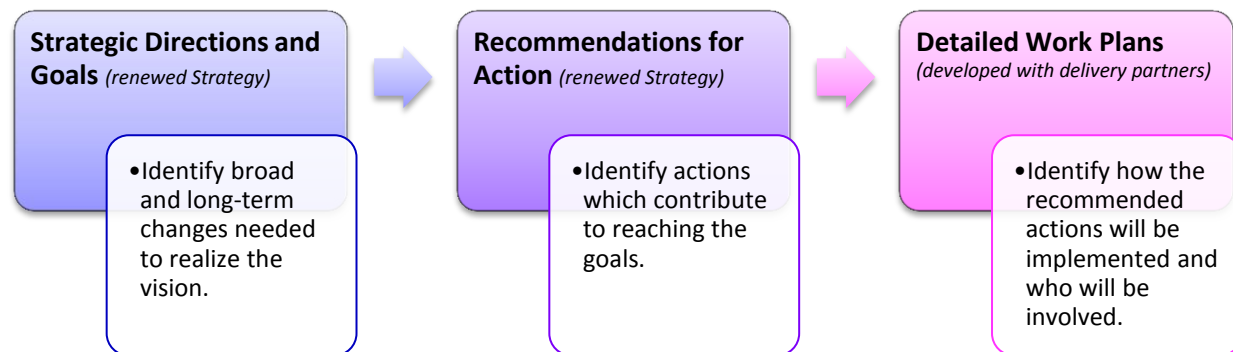 Strategic Directions and
Goals (renewed Strategy)
•Identify broad
and long-term
changes needed
to realize the
vision.
Recommendations for
Action (renewed Strategy)
•Identify actions
which contribute
to reaching the
goals.
Detailed Work Plans
(developed with delivery partners)
•Identify how the
recommended
actions will be
implemented and
who will be
involved.